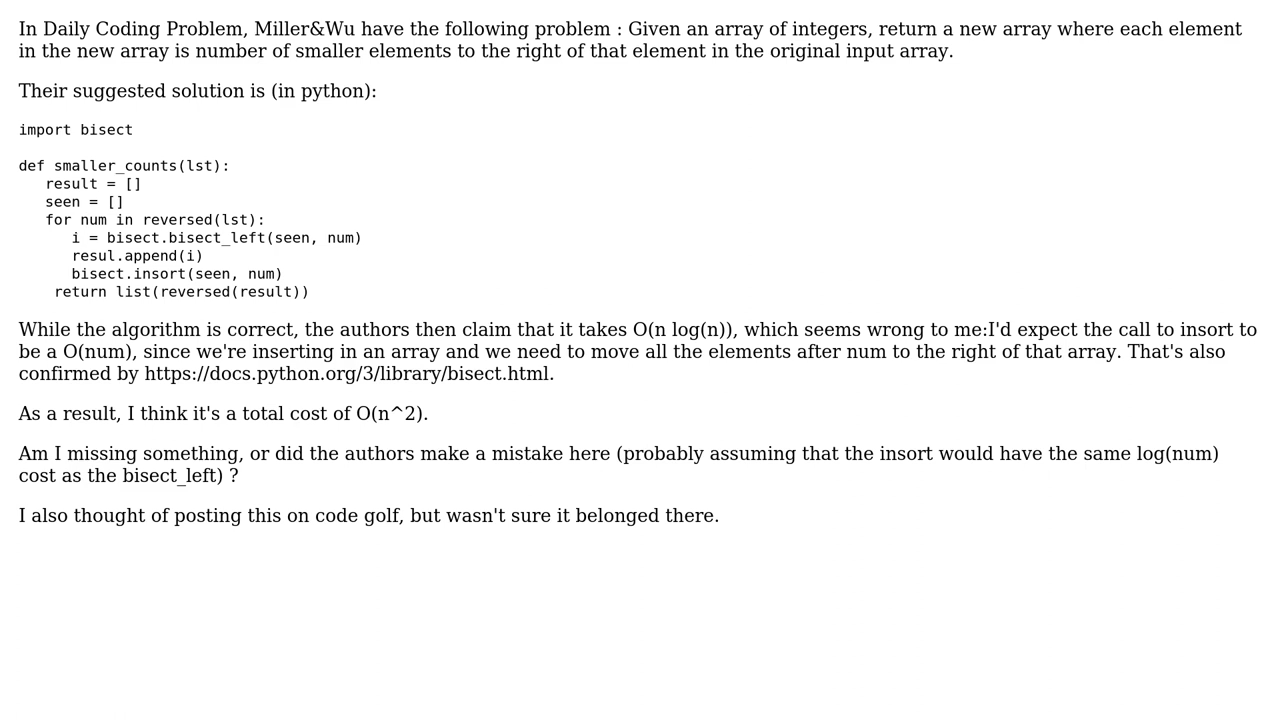 In Daily Coding Problem, Miller&Wu have the following problem : Given an array of integers, return a new array where each element
in the new array is number of smaller elements to the right of that element in the original input array.
Their suggested solution is (in python):
import bisect
def smaller_counts(lst):
   result = []
   seen = []
   for num in reversed(lst):
      i = bisect.bisect_left(seen, num)
      resul.append(i)
      bisect.insort(seen, num)
    return list(reversed(result))
While the algorithm is correct, the authors then claim that it takes O(n log(n)), which seems wrong to me:I'd expect the call to insort to
be a O(num), since we're inserting in an array and we need to move all the elements after num to the right of that array. That's also
confirmed by https://docs.python.org/3/library/bisect.html.
As a result, I think it's a total cost of O(n^2).
Am I missing something, or did the authors make a mistake here (probably assuming that the insort would have the same log(num)
cost as the bisect_left) ?
I also thought of posting this on code golf, but wasn't sure it belonged there.